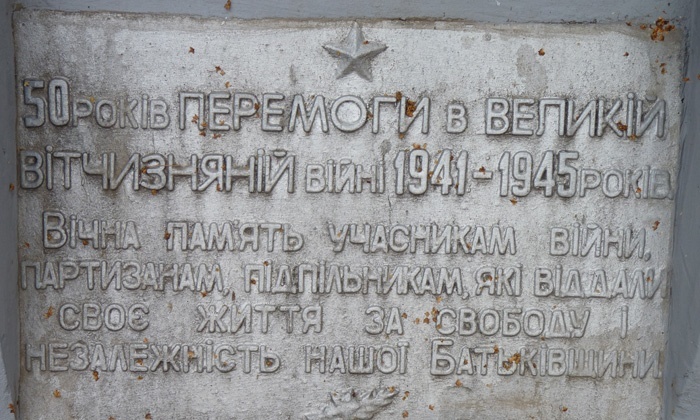 50 РОКІВ ПЕРЕМОГИ В ВЕЛИКІЙ
ВІТЧИЗНЯНІЙ ВІЙНІ 1941-1945 РОКІВ
ВІЧНА ПАМ'ЯТЬ УЧАСНИКАМ ВІЙНИ,
ПАРТИЗАНАМ, ПІДПІЛЬНИКАМ, ЯКІ ВІДДАЛИ
СВОЄ ЖИТТЯ ЗА СВОБОДУ І
НЕЗАЛЕЖНІСТЬ НАШОЇ БАТЬКІВЩИНИ